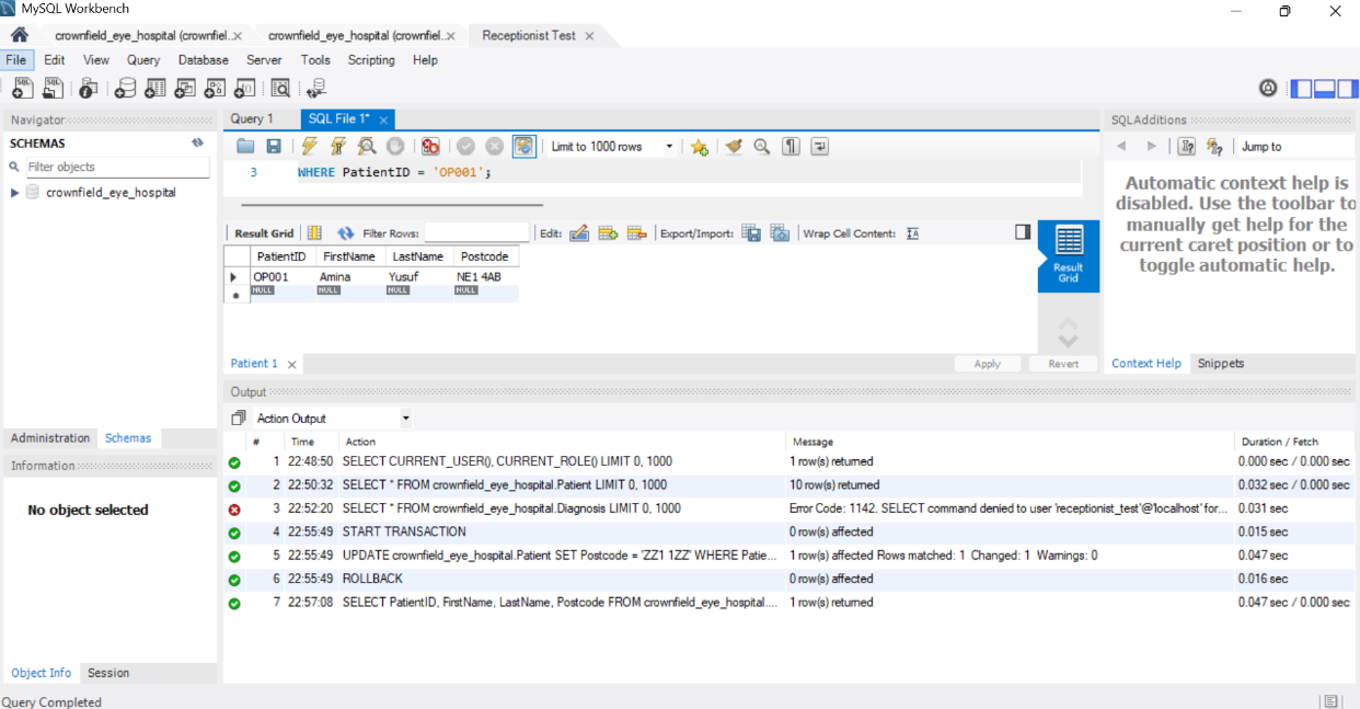 MySQL Workbench
crownfield_eye_hospital (crownfiel... crownfield_eye_hospital (crownfiel... Receptionist Test
File Edit View Query Database Server Tools Scripting Help
Navigator
SCHEMAS
Filter objects
crownfield_eye_hospital
Administration Schemas
Information
No object selected
Object Info Session
Query 1 SQL File 1*
Limit to 1000 rows
3 WHERE PatientID = 'OP001';
Result Grid Filter Rows: Edit: Export/Import: Wrap Cell Content:
PatientID FirstName LastName Postcode
OP001 Amina Yusuf NE1 4AB
NULL NULL NULL NULL
Result
Grid
Patient 1 Apply Revert
Output
Action Output
# Time Action Message Duration / Fetch
1 22:48:50 SELECT CURRENT_USER(), CURRENT_ROLE() LIMIT 0, 1000 1 row(s) returned 0.000 sec / 0.000 sec
2 22:50:32 SELECT * FROM crownfield_eye_hospital.Patient LIMIT 0, 1000 10 row(s) returned 0.032 sec / 0.000 sec
3 22:52:20 SELECT * FROM crownfield_eye_hospital.Diagnosis LIMIT 0, 1000 Error Code: 1142. SELECT command denied to user 'receptionist_test'@'localhost' for... 0.031 sec
4 22:55:49 START TRANSACTION 0 row(s) affected 0.015 sec
5 22:55:49 UPDATE crownfield_eye_hospital.Patient SET Postcode = 'ZZ1 1ZZ' WHERE Patie... 1 row(s) affected Rows matched: 1 Changed: 1 Warnings: 0 0.047 sec
6 22:55:49 ROLLBACK 0 row(s) affected 0.016 sec
7 22:57:08 SELECT PatientID, FirstName, LastName, Postcode FROM crownfield_eye_hospital.... 1 row(s) returned 0.047 sec / 0.000 sec
SQLAdditions
Jump to
Automatic context help is
disabled. Use the toolbar to
manually get help for the
current caret position or to
toggle automatic help.
Context Help Snippets
Query Completed